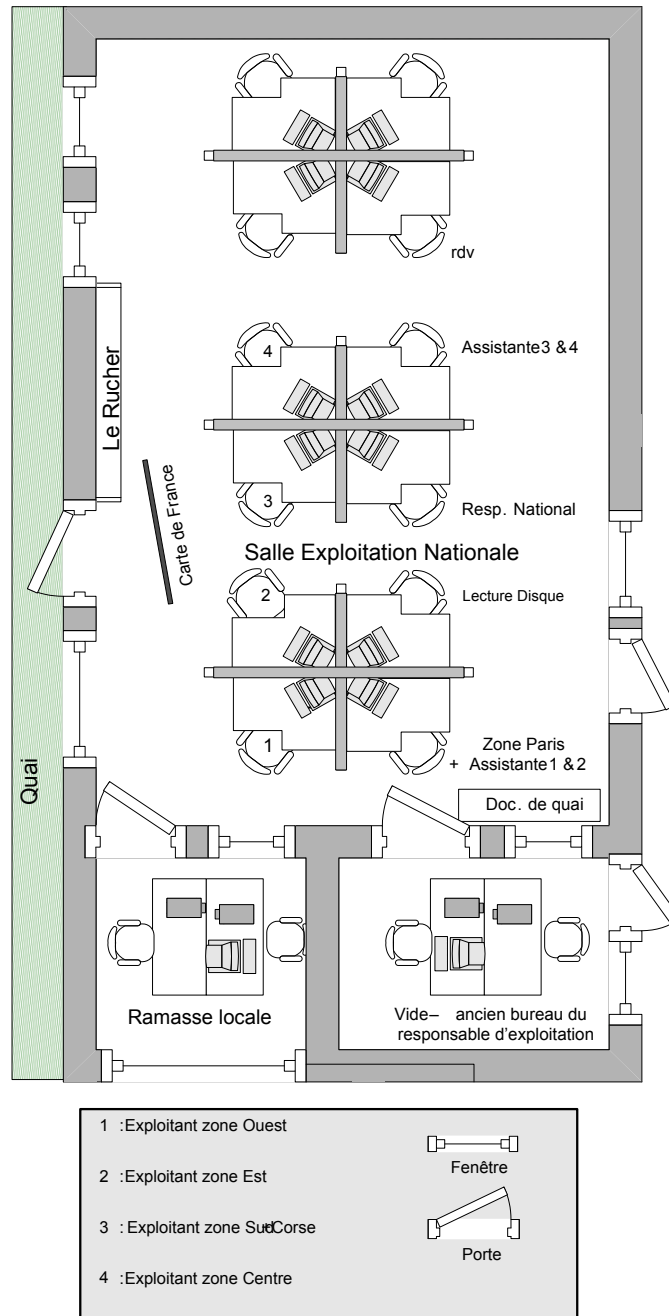 rdv
4
Assistante3 & 4
Le Rucher
Carte de France
3
Resp. National
Salle Exploitation Nationale
2
Lecture Disque
1
Zone Paris
+ Assistante1 & 2
Quai
Doc. de quai
Ramasse locale
Vide– ancien bureau du
responsable d'exploitation
1 :Exploitant zone Ouest
Fenêtre
2 :Exploitant zone Est
3 : Exploitant zone Sud+Corse
Porte
4 :Exploitant zone Centre